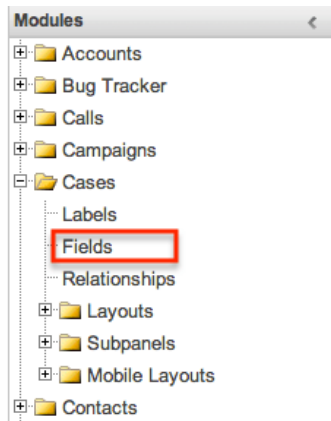 Modules
Accounts
Bug Tracker
Calls
Campaigns
Cases
Labels
Fields
Relationships
Layouts
Subpanels
Mobile Layouts
Contacts